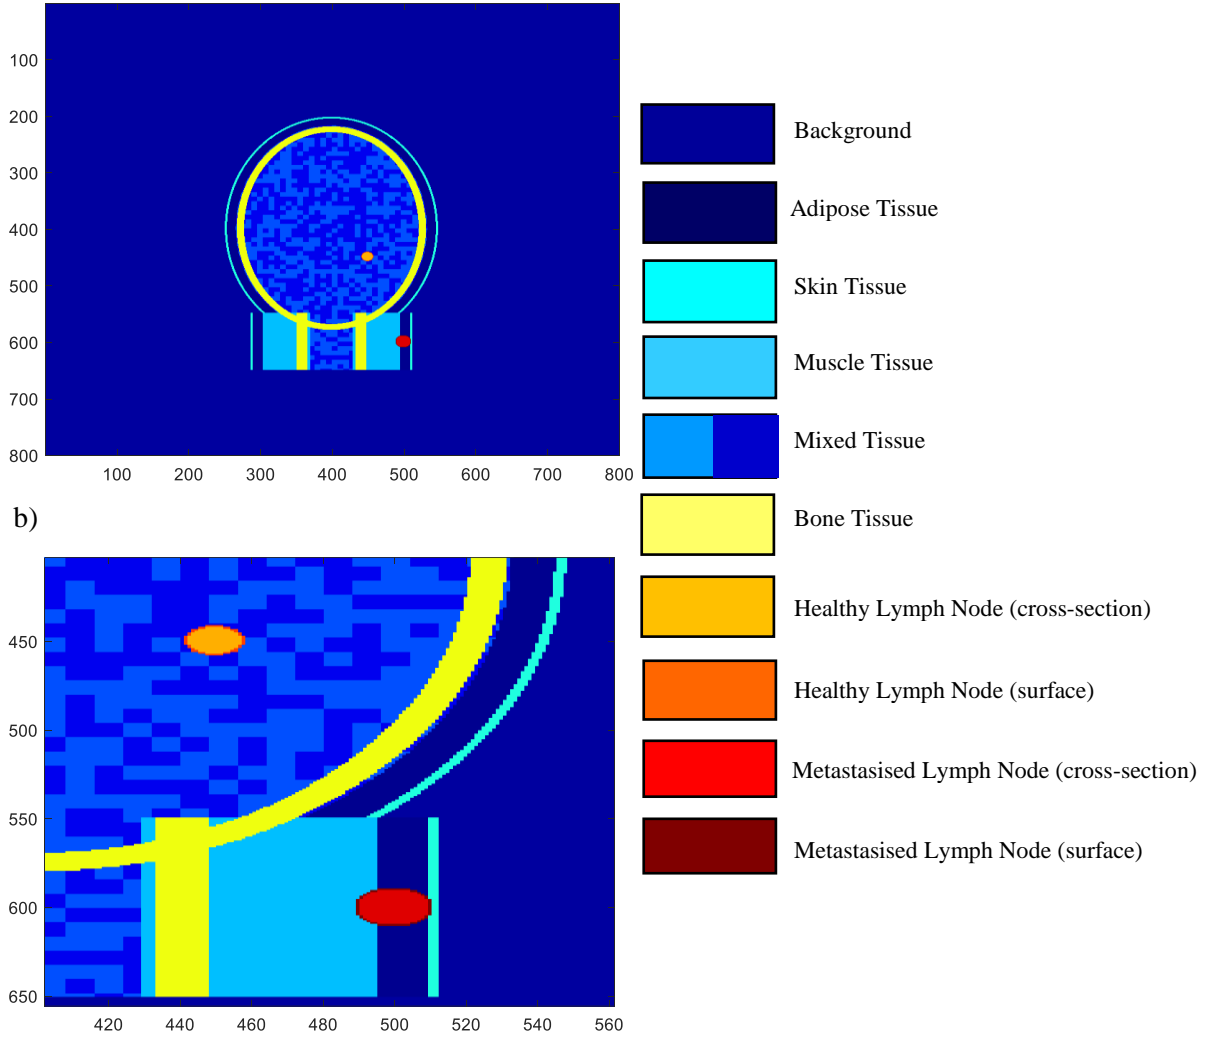 100
200
300
400
500
600
700
800
100 200 300 400 500 600 700 800
b)
450
500
550
600
650
420 440 460 480 500 520 540 560
Background
Adipose Tissue
Skin Tissue
Muscle Tissue
Mixed Tissue
Bone Tissue
Healthy Lymph Node (cross-section)
Healthy Lymph Node (surface)
Metastasised Lymph Node (cross-section)
Metastasised Lymph Node (surface)